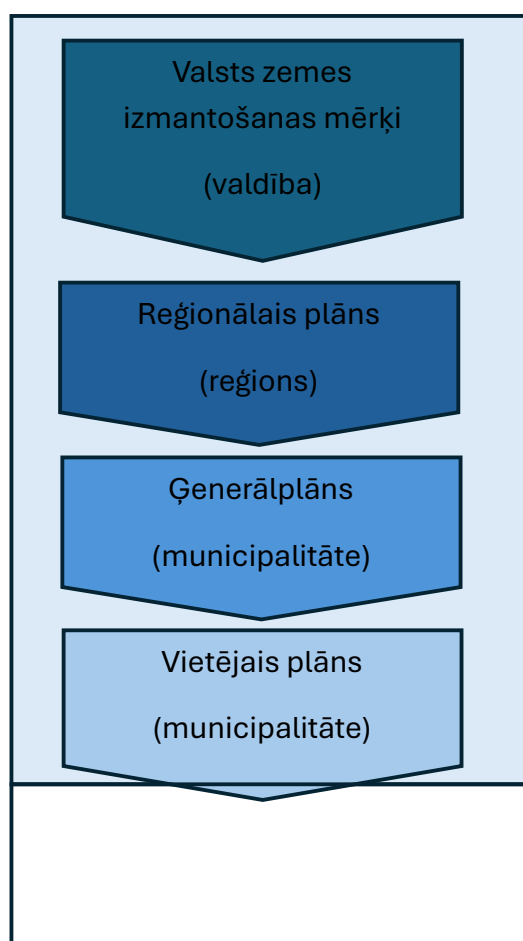 Valsts zemes
izmantošanas mērķi
(valdība)
Reģionālais plāns
(reģions)
Ģenerālplāns
(municipalitāte)
Vietējais plāns
(municipalitāte)